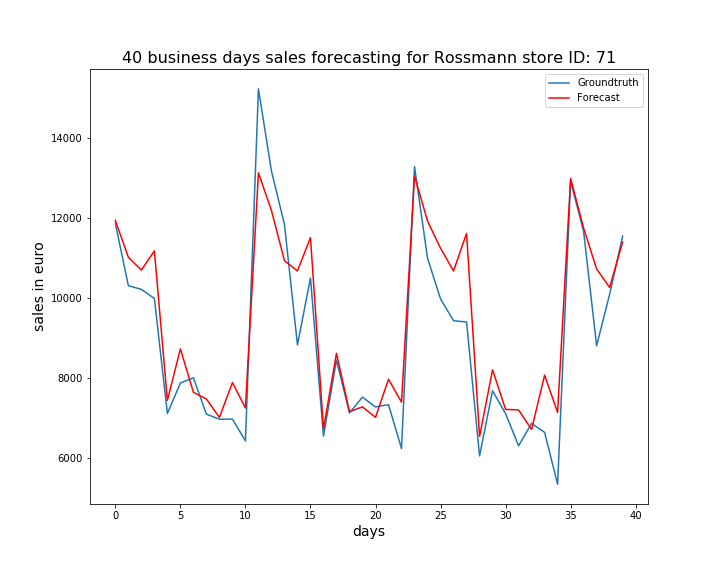 40 business days sales forecasting for Rossmann store ID: 71
Groundtruth
Forecast
14000
12000
10000
8000
6000
sales in euro
0 5 10 15 20 25 30 35 40
days